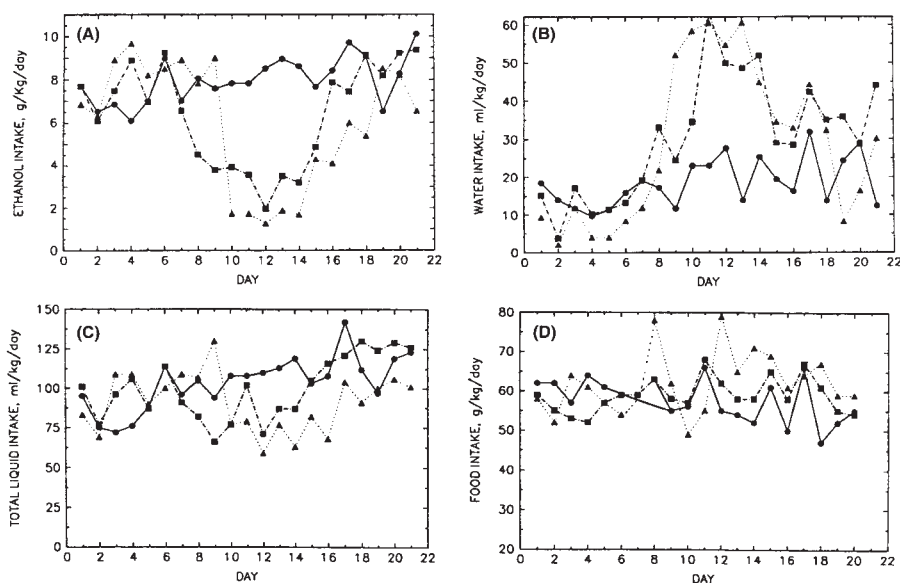 (A)
ETHANOL INTAKE, g/Kg/day
10
8
6
4
2
0
0 2 4 6 8 10 12 14 16 18 20 22
DAY
(B)
WATER INTAKE, ml/kg/day
60
50
40
30
20
10
0
0 2 4 6 8 10 12 14 16 18 20 22
DAY
(C)
TOTAL LIQUID INTAKE, ml/kg/day
150
125
100
75
50
25
0
0 2 4 6 8 10 12 14 16 18 20 22
DAY
(D)
FOOD INTAKE, g/kg/day
80
70
60
50
40
30
20
0 2 4 6 8 10 12 14 16 18 20 22
DAY